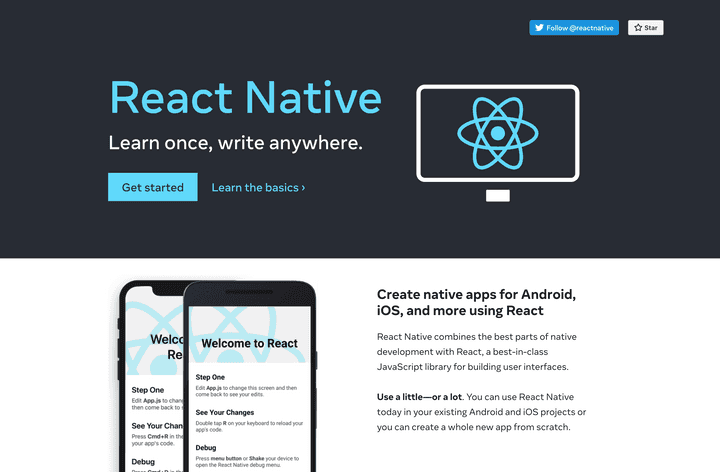 Follow @reactnative
Star
React Native
Learn once, write anywhere.
Get started
Learn the basics ›
Create native apps for Android,
iOS, and more using React
React Native combines the best parts of native
development with React, a best-in-class
JavaScript library for building user interfaces.
Use a little—or a lot. You can use React Native
today in your existing Android and iOS projects or
you can create a whole new app from scratch.
Welco
Re
Step One
Edit App.js to
come back to s
See Your Chan
Press Cmd+R in the
your app's code.
Debug
Welcome to React
Step One
Edit App.js to change this screen and then
come back to see your edits.
See Your Changes
Double tap R on your keyboard to reload your
app's code.
Debug
Press menu button or Shake your device to
open the React Native debug menu.